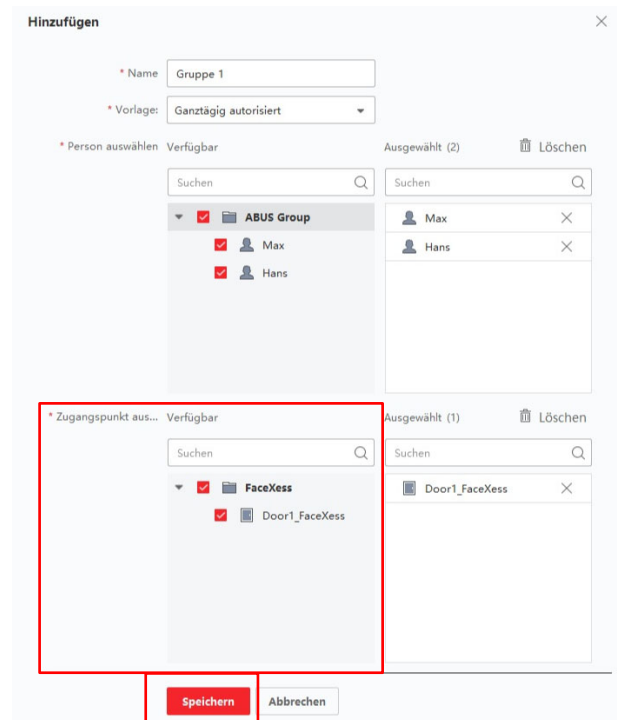 Hinzufügen
* Name Gruppe 1
* Vorlage: Ganztägig autorisiert
* Person auswählen Verfügbar Ausgewählt (2) Löschen
Suchen Suchen
ABUS Group Max
Max Hans
Hans
* Zugangspunkt aus... Verfügbar Ausgewählt (1) Löschen
Suchen Suchen
FaceXess Door1_FaceXess
Door1_FaceXess
Speichern Abbrechen